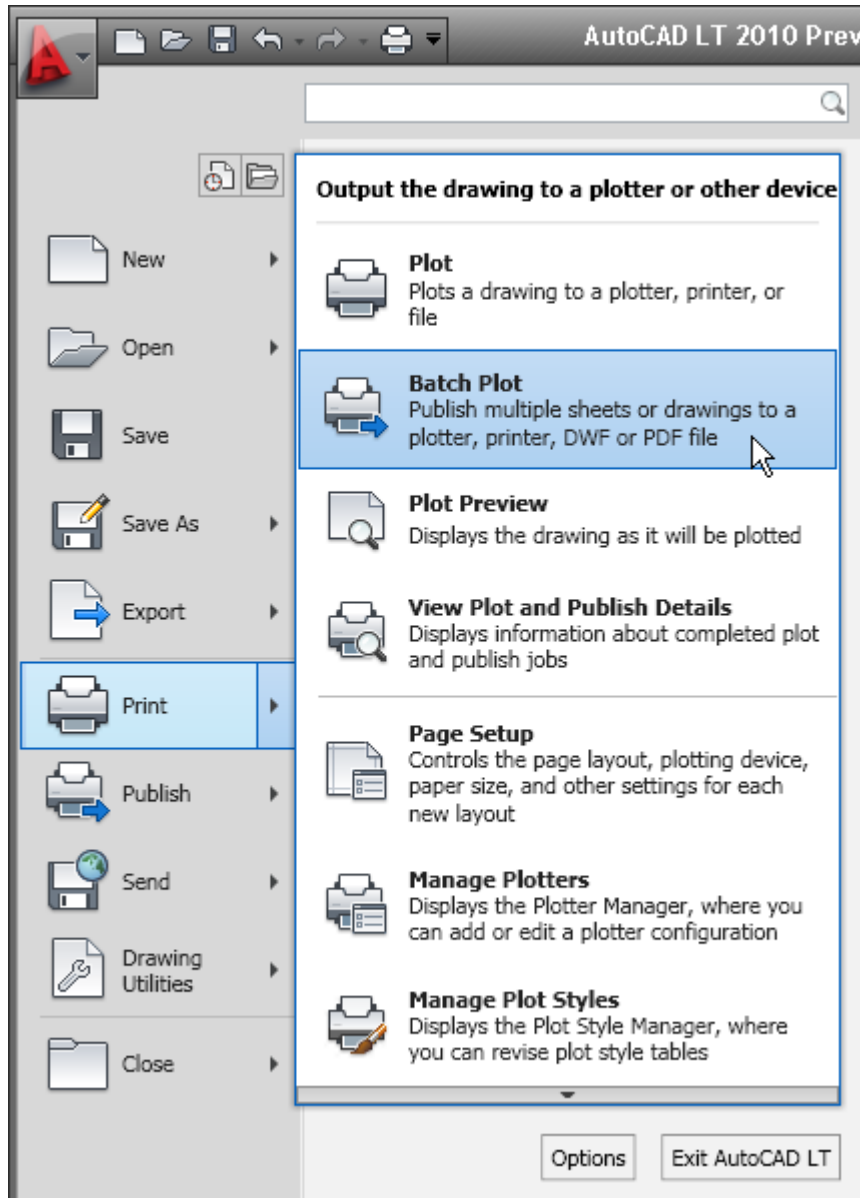 AutoCAD LT 2010 Prev
Output the drawing to a plotter or other device
New
Open
Save
Save As
Export
Print
Publish
Send
Drawing
Utilities
Close
Plot
Plots a drawing to a plotter, printer, or
file
Batch Plot
Publish multiple sheets or drawings to a
plotter, printer, DWF or PDF file
Plot Preview
Displays the drawing as it will be plotted
View Plot and Publish Details
Displays information about completed plot
and publish jobs
Page Setup
Controls the page layout, plotting device,
paper size, and other settings for each
new layout
Manage Plotters
Displays the Plotter Manager, where you
can add or edit a plotter configuration
Manage Plot Styles
Displays the Plot Style Manager, where
you can revise plot style tables
Options
Exit AutoCAD LT